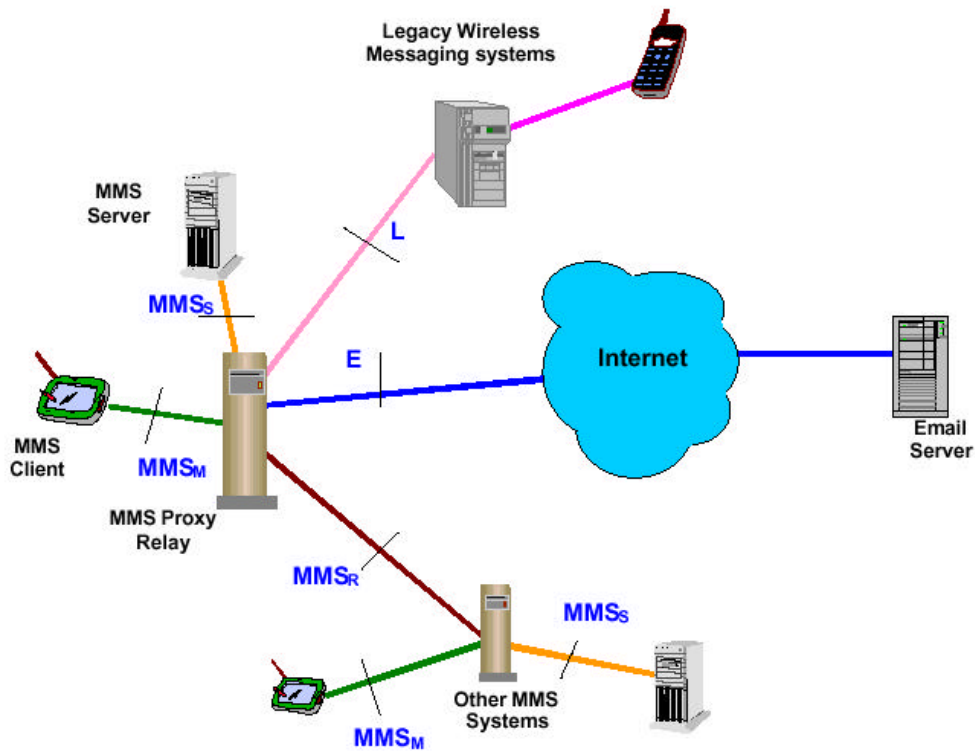 Legacy Wireless
Messaging systems
MMS
Server
L
MMSS
E
Internet
MMS
Client
MMSM
Email
Server
MMS Proxy
Relay
MMSR
MMSS
Other MMS
Systems
MMSM